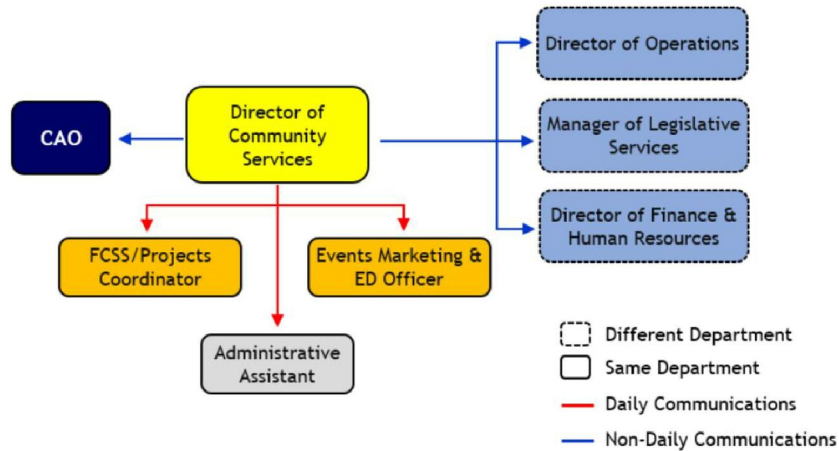 Director of Operations
Director of
Community
Services
CAO
Manager of Legislative
Services
Director of Finance &
Human Resources
FCSS/Projects
Coordinator
Events Marketing &
ED Officer
Administrative
Assistant
Different Department
Same Department
Daily Communications
Non-Daily Communications